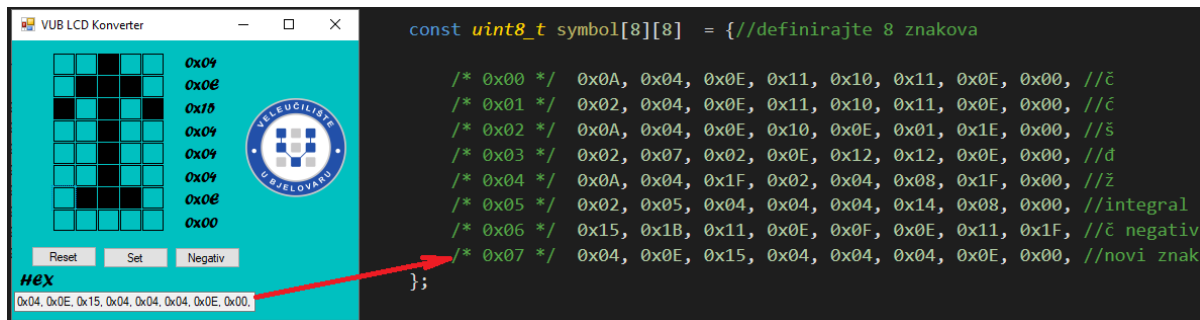 VUB LCD Konverter
0x04
0x0E
0x15
0x04
0x04
0x04
0x0E
0x00
VELEUČILIŠTE
U BJELOVARU
Reset Set Negativ
Hex
0x04, 0x0E, 0x15, 0x04, 0x04, 0x04, 0x0E, 0x00,
const uint8_t symbol[8][8] = {//definirajte 8 znakova
/* 0x00 */ 0x0A, 0x04, 0x0E, 0x11, 0x10, 0x11, 0x0E, 0x00, //č
/* 0x01 */ 0x02, 0x04, 0x0E, 0x11, 0x10, 0x11, 0x0E, 0x00, //ć
/* 0x02 */ 0x0A, 0x04, 0x0E, 0x10, 0x0E, 0x01, 0x1E, 0x00, //š
/* 0x03 */ 0x02, 0x07, 0x02, 0x0E, 0x12, 0x12, 0x0E, 0x00, //đ
/* 0x04 */ 0x0A, 0x04, 0x1F, 0x02, 0x04, 0x08, 0x1F, 0x00, //ž
/* 0x05 */ 0x02, 0x05, 0x04, 0x04, 0x04, 0x14, 0x08, 0x00, //integral
/* 0x06 */ 0x15, 0x1B, 0x11, 0x0E, 0x0F, 0x0E, 0x11, 0x1F, //č negativ
/* 0x07 */ 0x04, 0x0E, 0x15, 0x04, 0x04, 0x04, 0x0E, 0x00, //novi znak
};